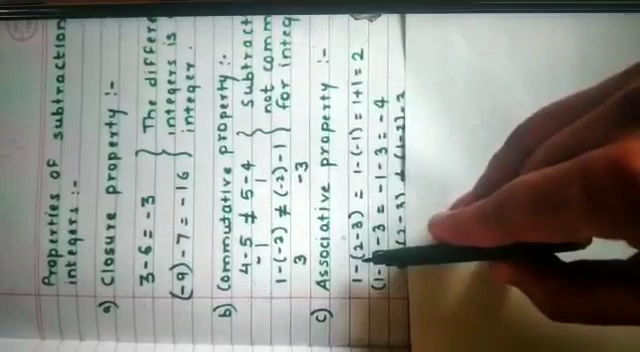 Properties of subtraction
integers :-
a) Closure property :-
3-6 = -3 } The differe
(-9)-7 = -16 } integers is
integer.
b) Commutative property :-
4-5 ≠ 5-4 } subtract
-1 1 not comm
1-(-2) ≠ (-2)-1 } for integ
3 -3
c) Associative property :-
1-(2-3) = 1-(-1) = 1+1 = 2
-3 = -1-3 = -4